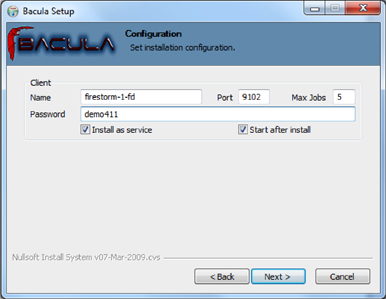 Bacula Setup
BACULA
Configuration
Set installation configuration.
Client
Name firestorm-1-fd Port 9102 Max Jobs 5
Password demo411
Install as service Start after install
Nullsoft Install System v07-Mar-2009.cvs
< Back Next > Cancel